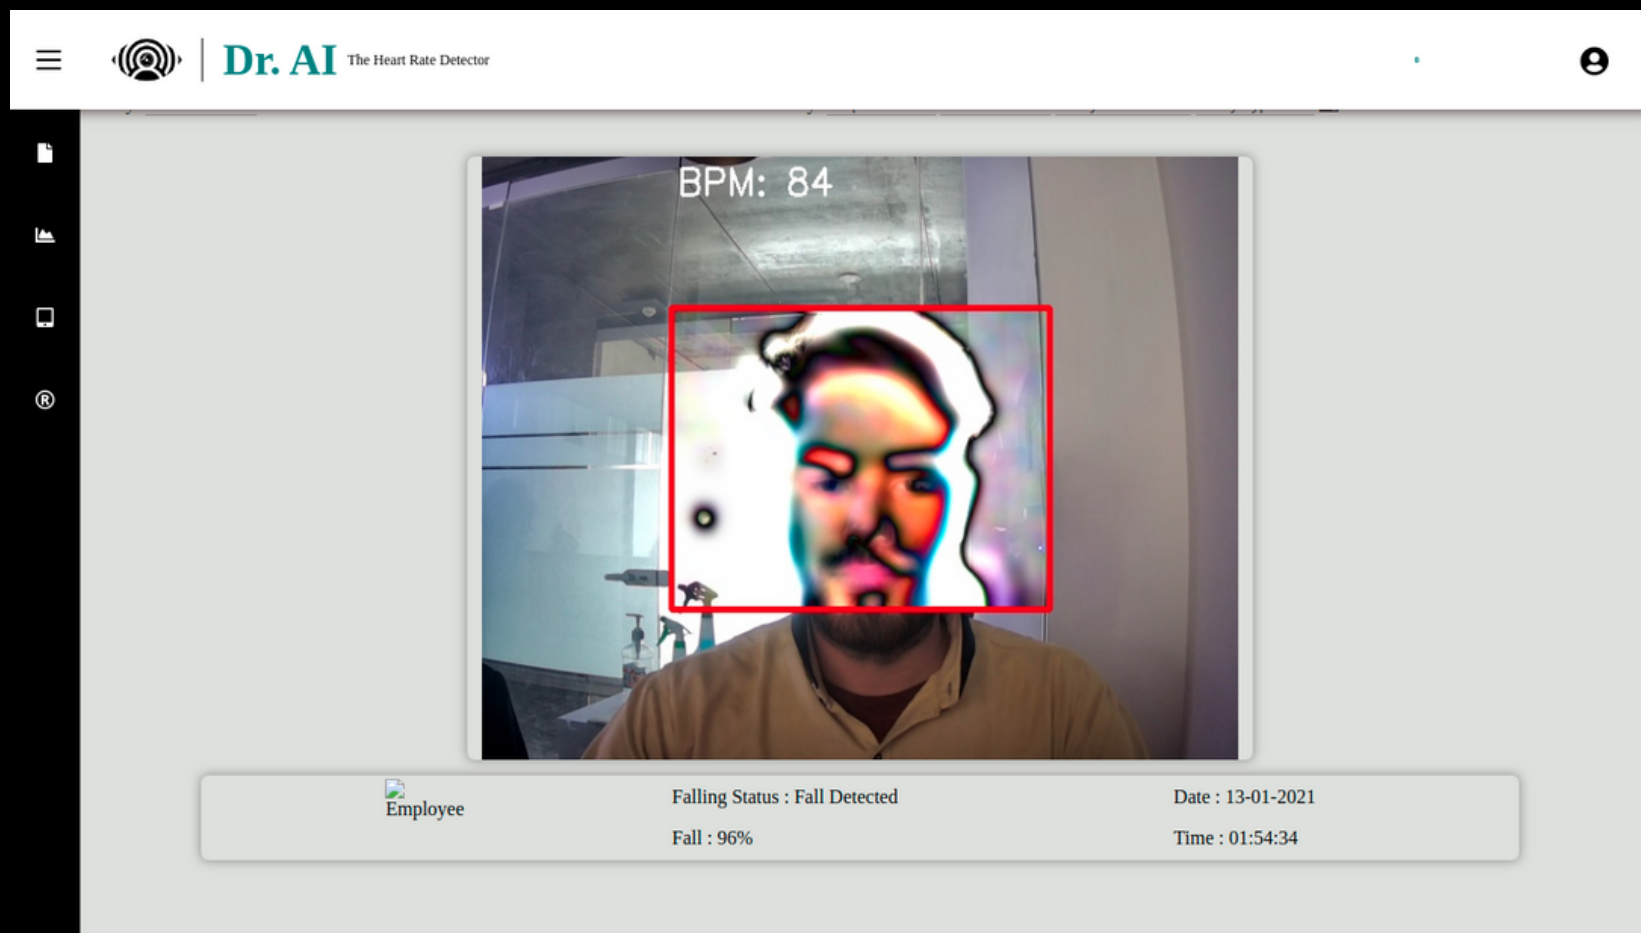 Dr. AI The Heart Rate Detector
BPM: 84
Employee
Falling Status : Fall Detected
Date : 13-01-2021
Fall : 96%
Time : 01:54:34